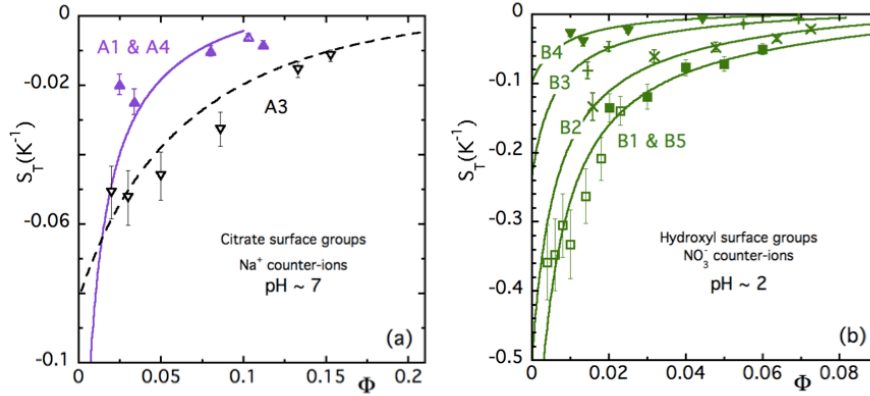 0
-0.02
-0.06
-0.1
S_T(K⁻¹)
A1 & A4
A3
Citrate surface groups
Na⁺ counter-ions
pH ~ 7
(a)
0 0.05 0.1 0.15 0.2
Φ
0
-0.1
-0.2
-0.3
-0.4
-0.5
S_T(K⁻¹)
B4
B3
B2
B1 & B5
Hydroxyl surface groups
NO₃⁻ counter-ions
pH ~ 2
(b)
0 0.02 0.04 0.06 0.08
Φ